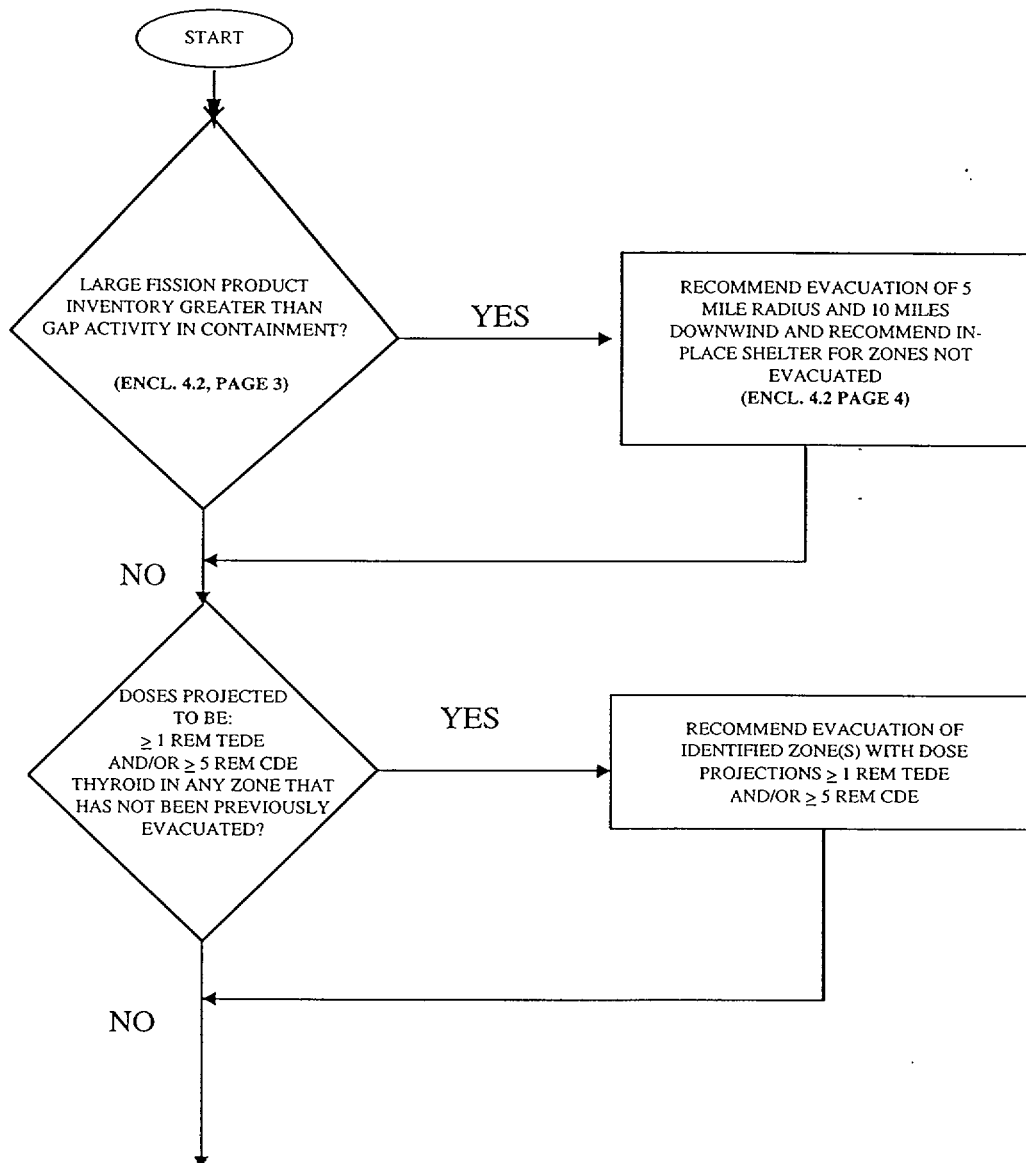 START
LARGE FISSION PRODUCT
INVENTORY GREATER THAN
GAP ACTIVITY IN CONTAINMENT?
(ENCL. 4.2, PAGE 3)
YES
RECOMMEND EVACUATION OF 5
MILE RADIUS AND 10 MILES
DOWNWIND AND RECOMMEND IN-
PLACE SHELTER FOR ZONES NOT
EVACUATED
(ENCL. 4.2 PAGE 4)
NO
DOSES PROJECTED
TO BE:
≥ 1 REM TEDE
AND/OR ≥ 5 REM CDE
THYROID IN ANY ZONE THAT
HAS NOT BEEN PREVIOUSLY
EVACUATED?
YES
RECOMMEND EVACUATION OF
IDENTIFIED ZONE(S) WITH DOSE
PROJECTIONS ≥ 1 REM TEDE
AND/OR ≥ 5 REM CDE
NO